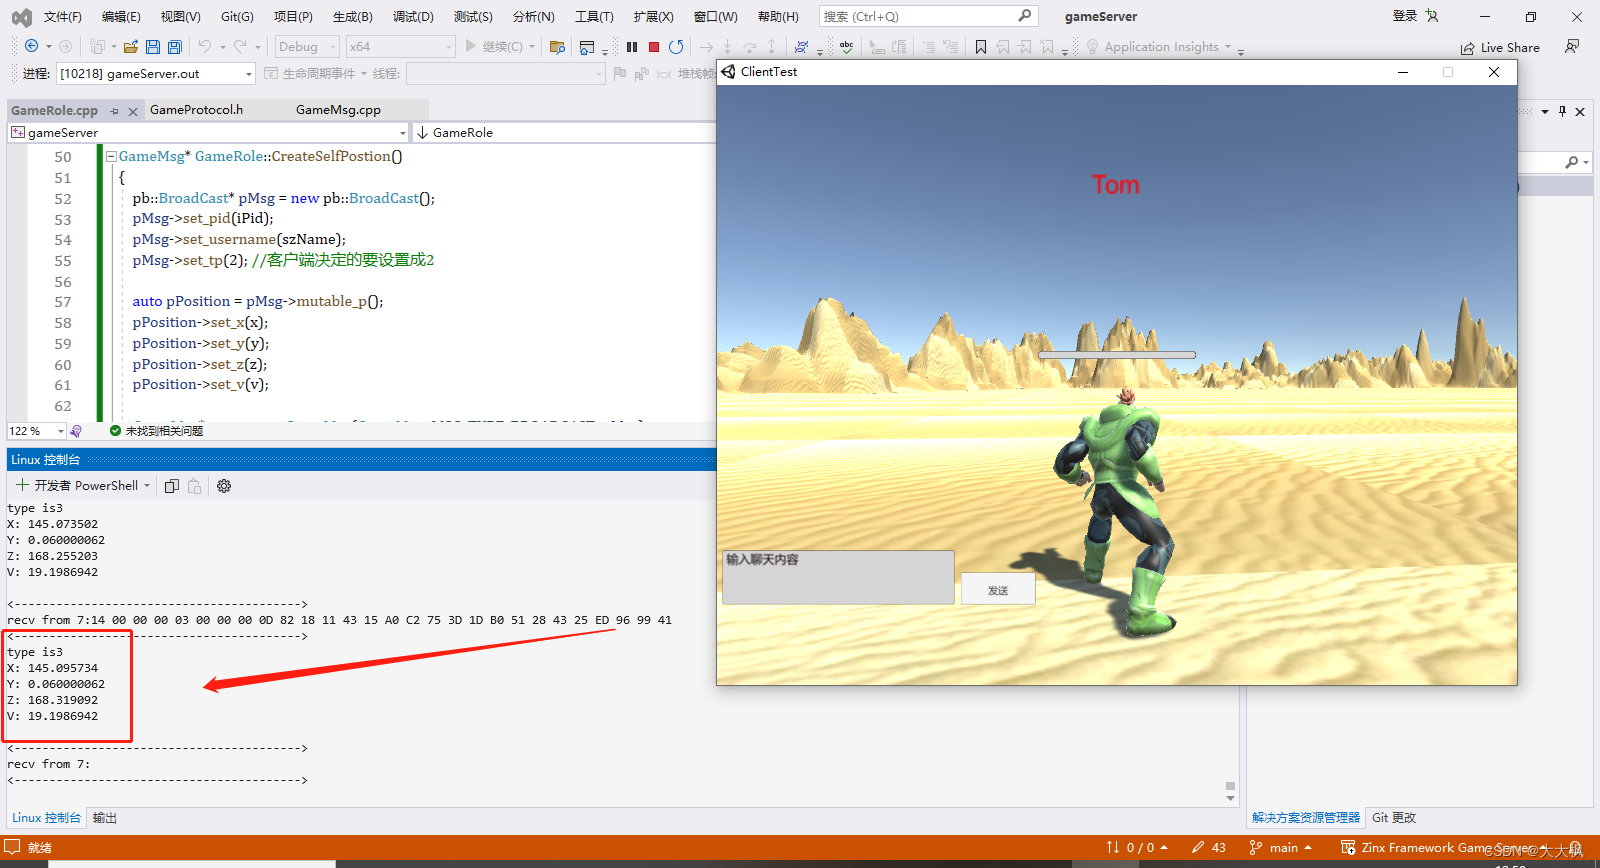 文件(F) 编辑(E) 视图(V) Git(G) 项目(P) 生成(B) 调试(D) 测试(S) 分析(N) 工具(T) 扩展(X) 窗口(W) 帮助(H) 搜索 (Ctrl+Q) gameServer 登录
Debug x64 继续(C) abc Application Insights Live Share
进程: [10218] gameServer.out 生命周期事件 线程: 堆栈帧
ClientTest
GameRole.cpp GameProtocol.h GameMsg.cpp
gameServer GameRole
50 GameMsg* GameRole::CreateSelfPostion()
51 {
52 pb::BroadCast* pMsg = new pb::BroadCast();
53 pMsg->set_pid(iPid);
54 pMsg->set_username(szName);
55 pMsg->set_tp(2); //客户端决定的要设置成2
56
57 auto pPosition = pMsg->mutable_p();
58 pPosition->set_x(x);
59 pPosition->set_y(y);
60 pPosition->set_z(z);
61 pPosition->set_v(v);
62
122 % 未找到相关问题
Tom
输入聊天内容
发送
Linux 控制台
开发者 PowerShell
type is3
X: 145.073502
Y: 0.060000062
Z: 168.255203
V: 19.1986942
<----------------------------------------->
recv from 7:14 00 00 00 03 00 00 00 0D 82 18 11 43 15 A0 C2 75 3D 1D B0 51 28 43 25 ED 96 99 41
<----------------------------------------->
type is3
X: 145.095734
Y: 0.060000062
Z: 168.319092
V: 19.1986942
<----------------------------------------->
recv from 7:
<----------------------------------------->
Linux 控制台 输出 解决方案资源管理器 Git 更改
就绪 0 / 0 43 main Zinx Framework Game Server
CSDN @大大枫